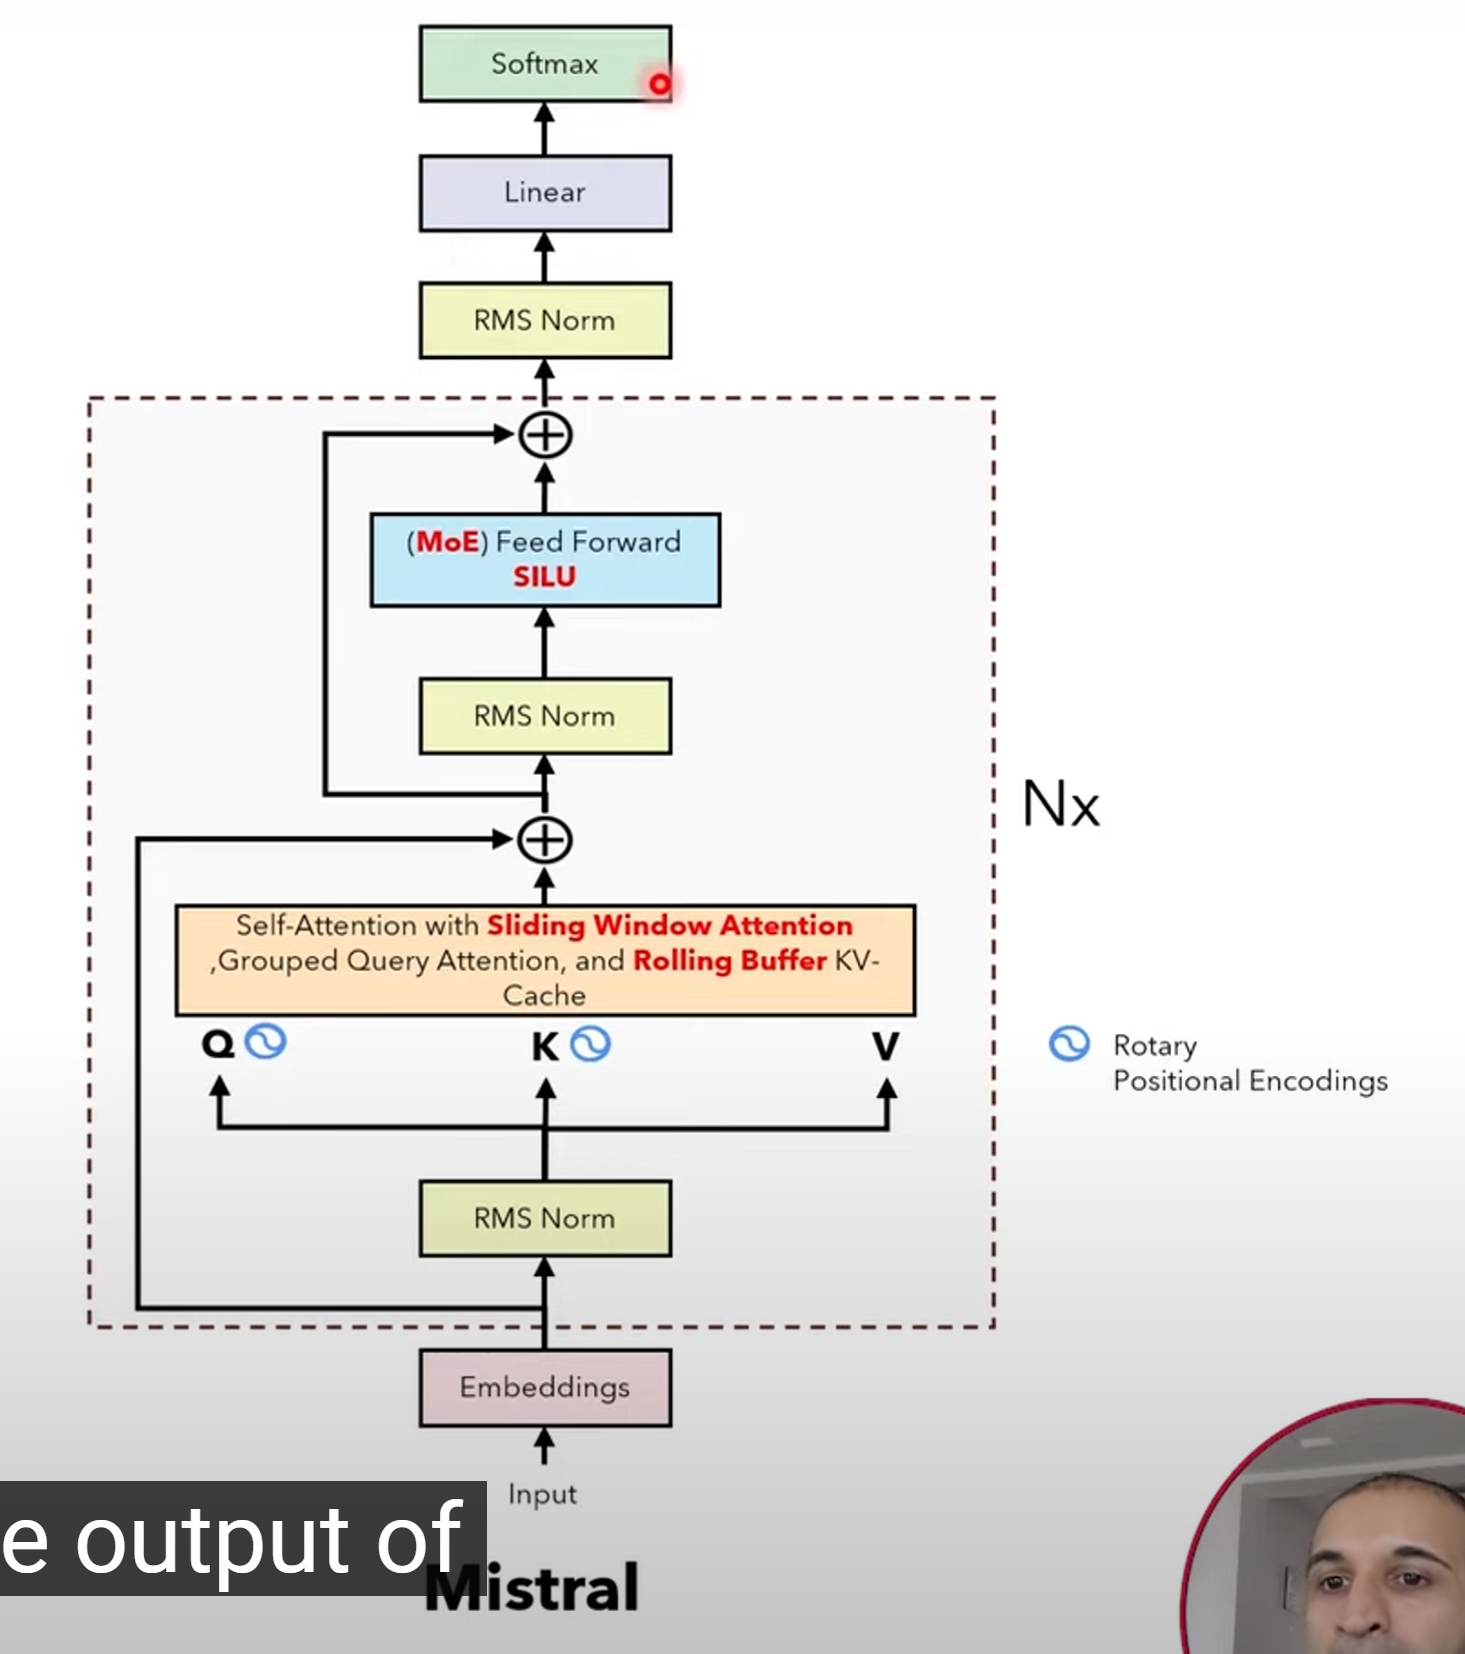 Softmax
Linear
RMS Norm
(MoE) Feed Forward
SILU
RMS Norm
Nx
Self-Attention with Sliding Window Attention
,Grouped Query Attention, and Rolling Buffer KV-
Cache
Q
K
V
Rotary
Positional Encodings
RMS Norm
Embeddings
Input
e output of
Mistral